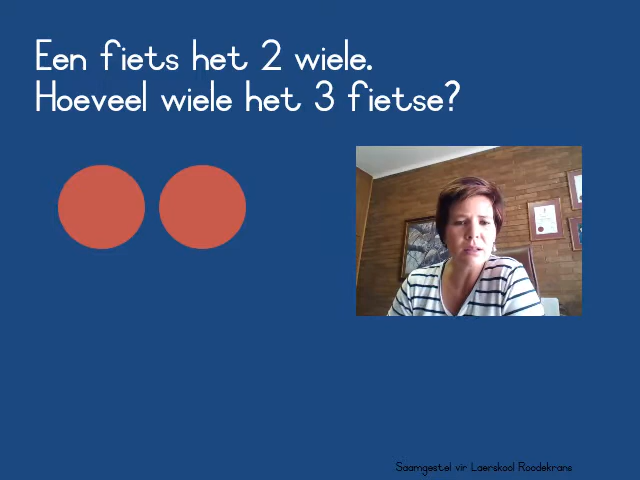 Een fiets het 2 wiele.
Hoeveel wiele het 3 fietse?
Saamgestel vir Laerskool Roodekrans